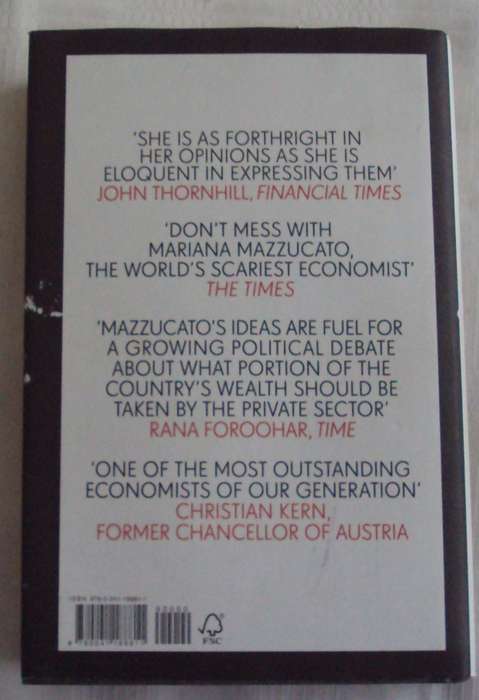 'SHE IS AS FORTHRIGHT IN
HER OPINIONS AS SHE IS
ELOQUENT IN EXPRESSING THEM'
JOHN THORNHILL, FINANCIAL TIMES
'DON'T MESS WITH
MARIANA MAZZUCATO,
THE WORLD'S SCARIEST ECONOMIST'
THE TIMES
'MAZZUCATO'S IDEAS ARE FUEL FOR
A GROWING POLITICAL DEBATE
ABOUT WHAT PORTION OF THE
COUNTRY'S WEALTH SHOULD BE
TAKEN BY THE PRIVATE SECTOR'
RANA FOROOHAR, TIME
'ONE OF THE MOST OUTSTANDING
ECONOMISTS OF OUR GENERATION'
CHRISTIAN KERN,
FORMER CHANCELLOR OF AUSTRIA
ISBN
FSC